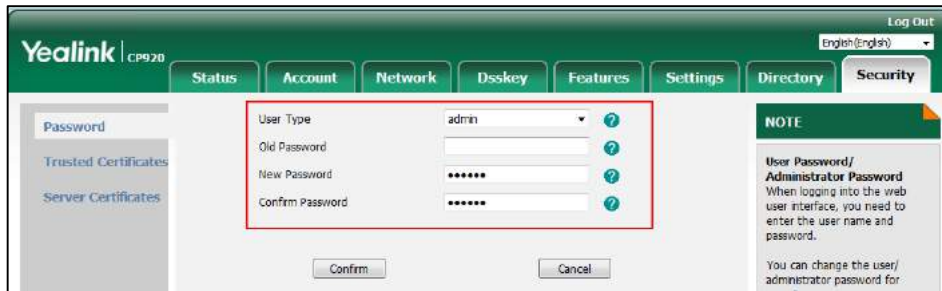 Log Out
Yealink CP920
English(English)
Status Account Network Dsskey Features Settings Directory Security
Password
Trusted Certificates
Server Certificates
User Type admin
Old Password
New Password ••••••
Confirm Password ••••••
Confirm Cancel
NOTE
User Password/
Administrator Password
When logging into the web
user interface, you need to
enter the user name and
password.
You can change the user/
administrator password for